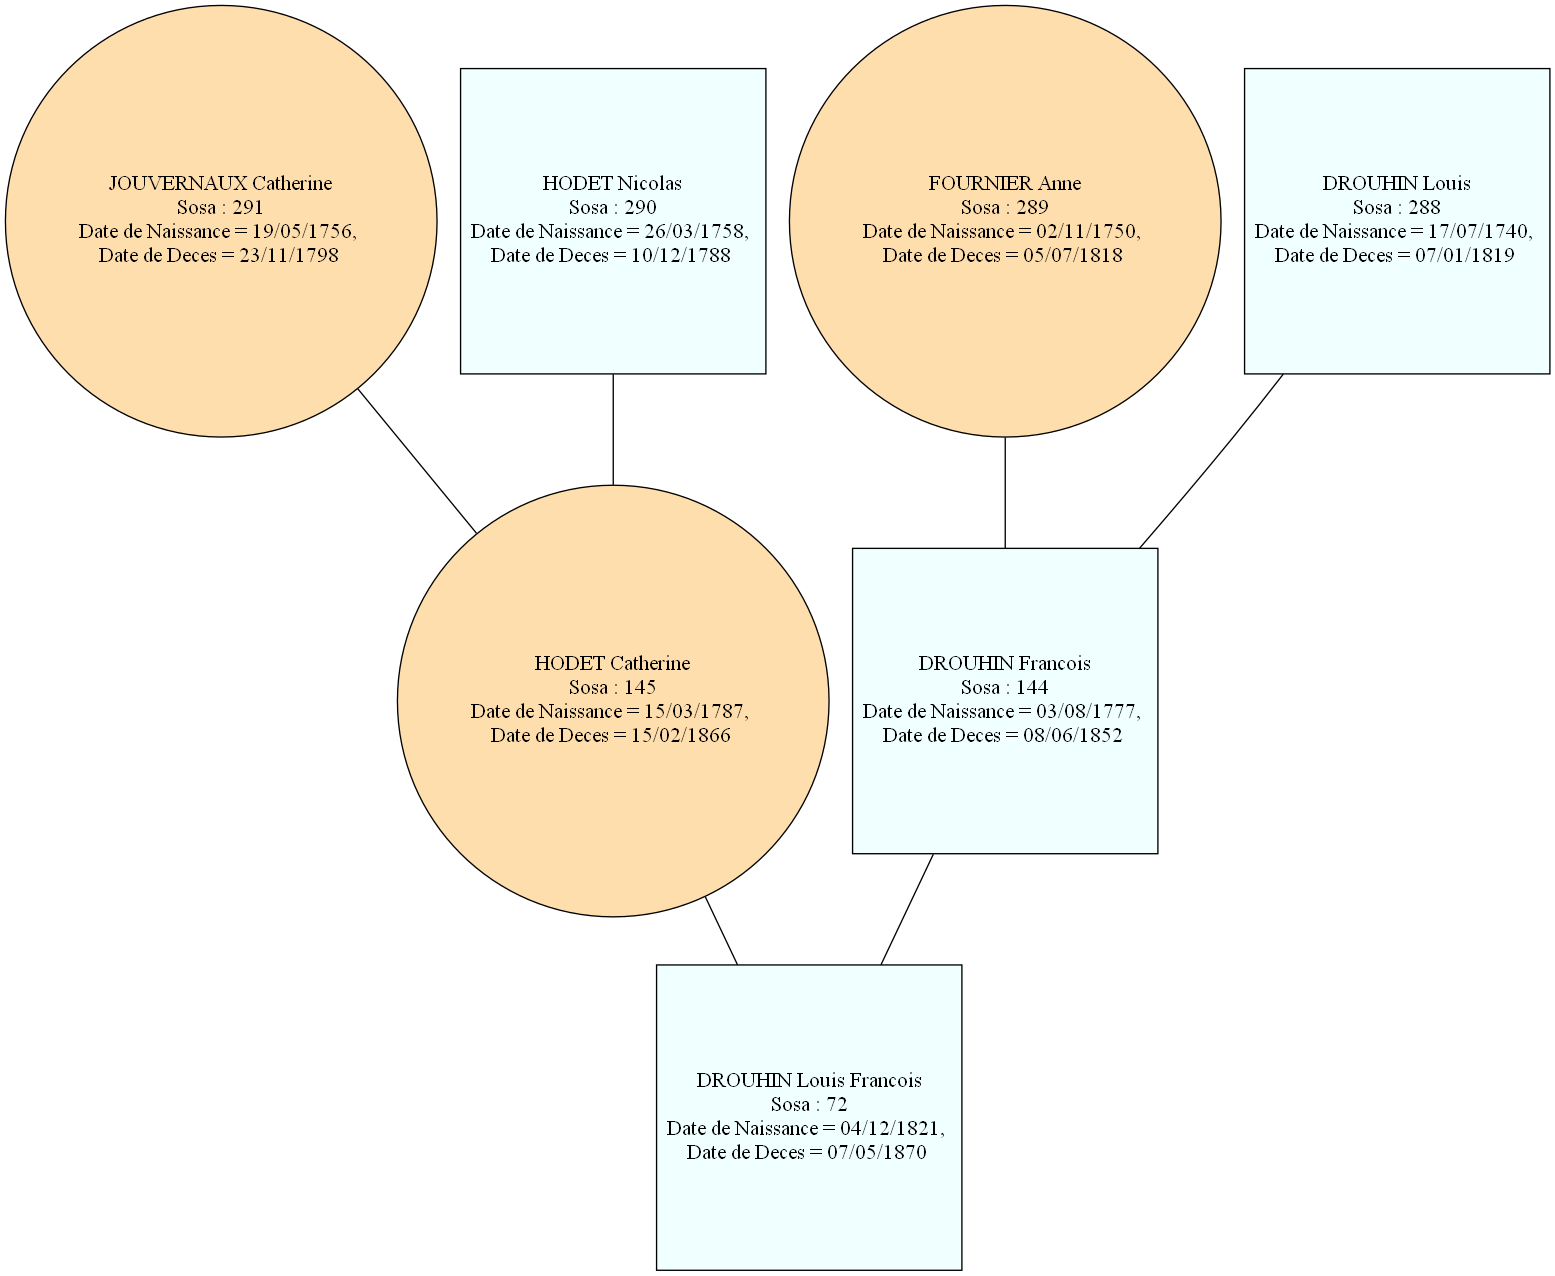 JOUVERNAUX Catherine
Sosa : 291
Date de Naissance = 19/05/1756,
Date de Deces = 23/11/1798
HODET Nicolas
Sosa : 290
Date de Naissance = 26/03/1758,
Date de Deces = 10/12/1788
FOURNIER Anne
Sosa : 289
Date de Naissance = 02/11/1750,
Date de Deces = 05/07/1818
DROUHIN Louis
Sosa : 288
Date de Naissance = 17/07/1740,
Date de Deces = 07/01/1819
HODET Catherine
Sosa : 145
Date de Naissance = 15/03/1787,
Date de Deces = 15/02/1866
DROUHIN Francois
Sosa : 144
Date de Naissance = 03/08/1777,
Date de Deces = 08/06/1852
DROUHIN Louis Francois
Sosa : 72
Date de Naissance = 04/12/1821,
Date de Deces = 07/05/1870